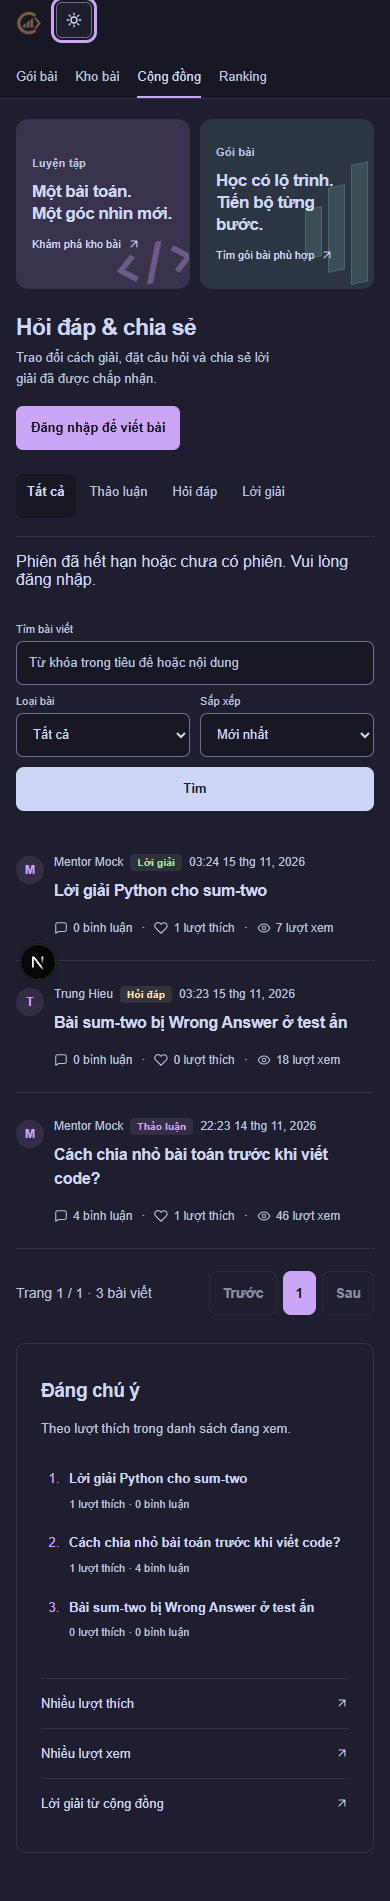 Gói bài Kho bài Cộng đồng Ranking
Luyện tập
Một bài toán.
Một góc nhìn mới.
Khám phá kho bài
</>
Gói bài
Học có lộ trình.
Tiến bộ từng
bước.
Tìm gói bài phù hợp
Hỏi đáp & chia sẻ
Trao đổi cách giải, đặt câu hỏi và chia sẻ lời
giải đã được chấp nhận.
Đăng nhập để viết bài
Tất cả Thảo luận Hỏi đáp Lời giải
Phiên đã hết hạn hoặc chưa có phiên. Vui lòng
đăng nhập.
Tìm bài viết
Từ khóa trong tiêu đề hoặc nội dung
Loại bài Sắp xếp
Tất cả Mới nhất
Tìm
M Mentor Mock Lời giải 03:24 15 thg 11, 2026
Lời giải Python cho sum-two
0 bình luận · 1 lượt thích · 7 lượt xem
N
T Trung Hieu Hỏi đáp 03:23 15 thg 11, 2026
Bài sum-two bị Wrong Answer ở test ẩn
0 bình luận · 0 lượt thích · 18 lượt xem
M Mentor Mock Thảo luận 22:23 14 thg 11, 2026
Cách chia nhỏ bài toán trước khi viết
code?
4 bình luận · 1 lượt thích · 46 lượt xem
Trang 1 / 1 · 3 bài viết Trước 1 Sau
Đáng chú ý
Theo lượt thích trong danh sách đang xem.
1. Lời giải Python cho sum-two
1 lượt thích · 0 bình luận
2. Cách chia nhỏ bài toán trước khi viết code?
1 lượt thích · 4 bình luận
3. Bài sum-two bị Wrong Answer ở test ẩn
0 lượt thích · 0 bình luận
Nhiều lượt thích
Nhiều lượt xem
Lời giải từ cộng đồng